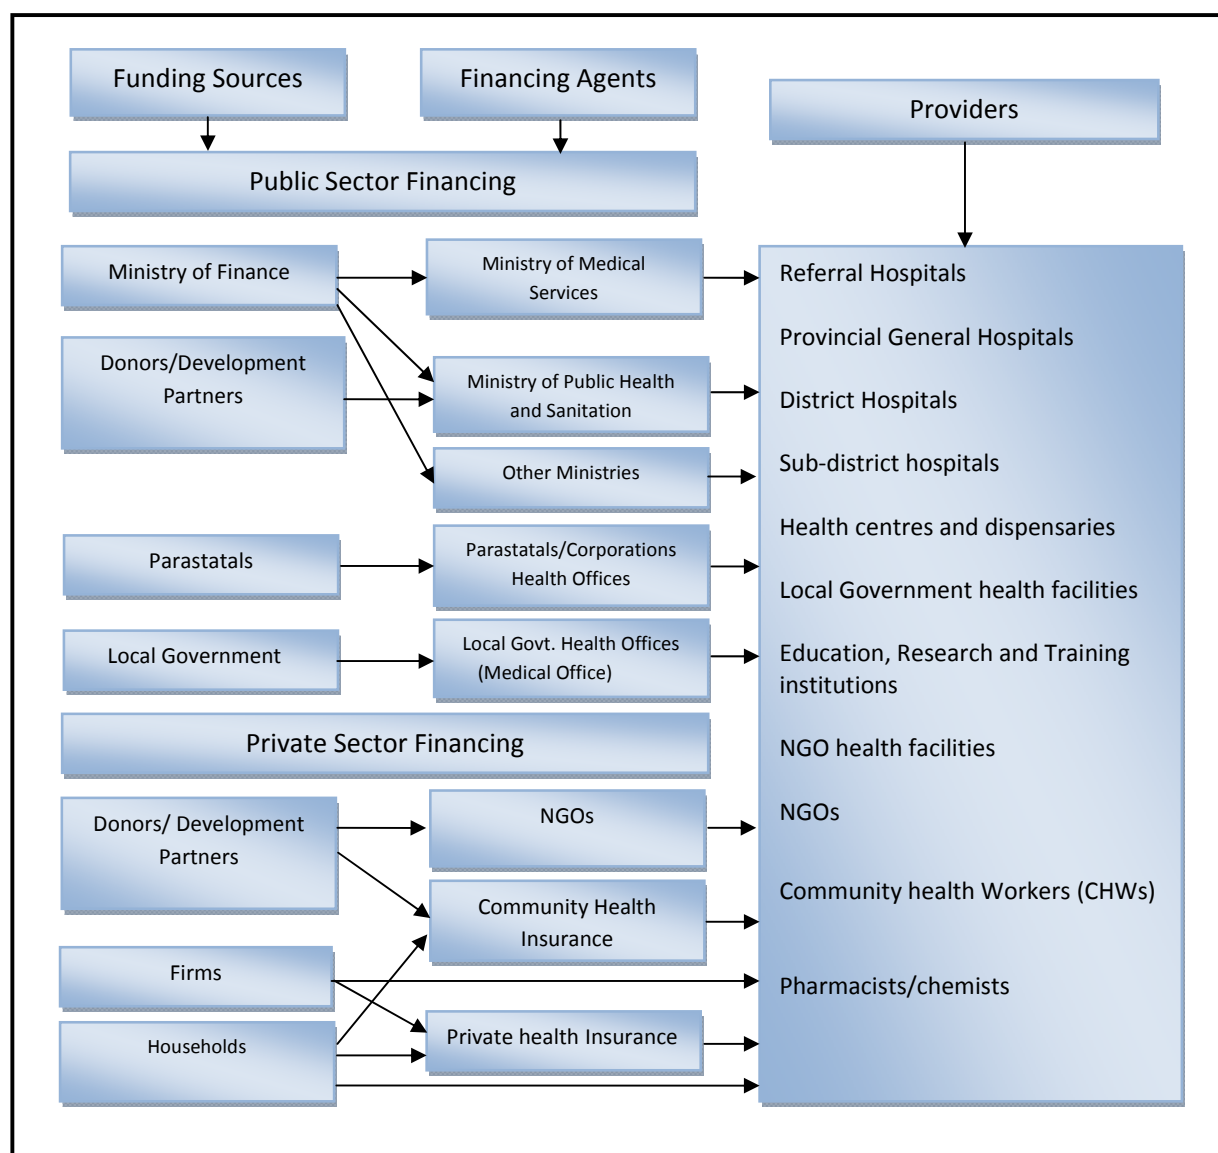 Funding Sources
Financing Agents
Providers
Public Sector Financing
Ministry of Finance
Ministry of Medical
Services
Donors/Development
Partners
Ministry of Public Health
and Sanitation
Other Ministries
Parastatals
Parastatals/Corporations
Health Offices
Local Government
Local Govt. Health Offices
(Medical Office)
Private Sector Financing
Donors/ Development
Partners
NGOs
Community Health
Insurance
Firms
Households
Private health Insurance
Referral Hospitals
Provincial General Hospitals
District Hospitals
Sub-district hospitals
Health centres and dispensaries
Local Government health facilities
Education, Research and Training
institutions
NGO health facilities
NGOs
Community health Workers (CHWs)
Pharmacists/chemists